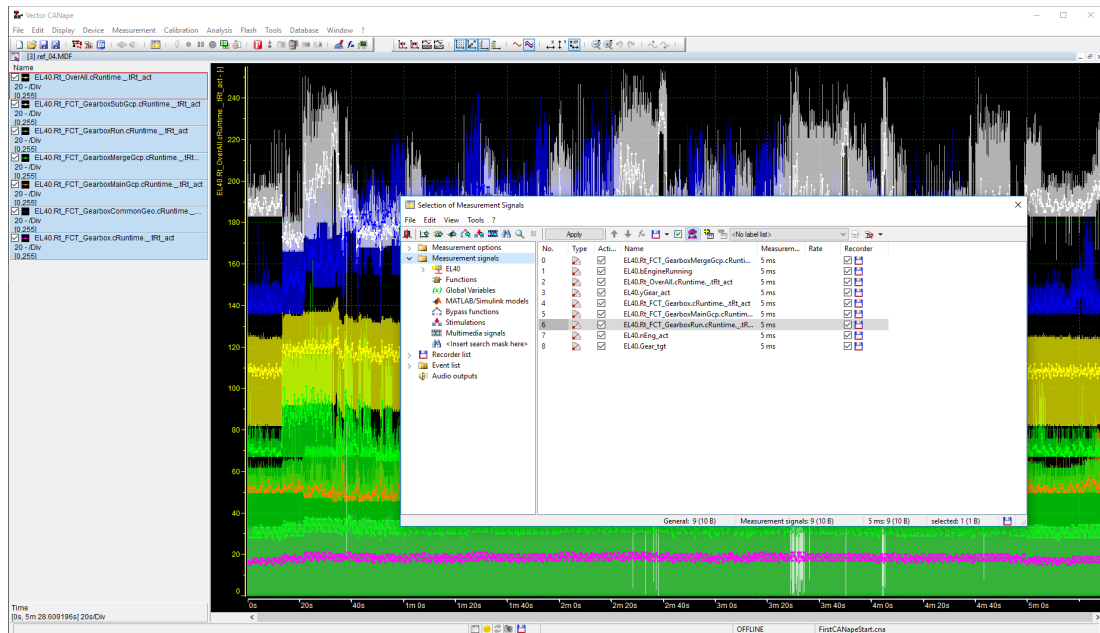 Vector CANape
File Edit Display Device Measurement Calibration Analysis Flash Tools Database Window ?
[3] ref_04.MDF
Name
EL40.Rt_OverAll.cRuntime._tRt_act
20 - /Div
[0,255]
EL40.Rt_FCT_GearboxSubGcp.cRuntime._tRt_act
20 - /Div
[0,255]
EL40.Rt_FCT_GearboxRun.cRuntime._tRt_act
20 - /Div
[0,255]
EL40.Rt_FCT_GearboxMergeGcp.cRuntime._tRt...
20 - /Div
[0,255]
EL40.Rt_FCT_GearboxMainGcp.cRuntime._tRt_act
20 - /Div
[0,255]
EL40.Rt_FCT_GearboxCommonGeo.cRuntime._...
20 - /Div
[0,255]
EL40.Rt_FCT_Gearbox.cRuntime._tRt_act
20 - /Div
[0,255]
Time
[0s, 5m 28.609196s] 20s/Div
EL40.Rt_OverAll.cRuntime._tRt_act - [-]
240
220
200
180
160
140
120
100
80
60
40
20
0
0s 20s 40s 1m 0s 1m 20s 1m 40s 2m 0s 2m 20s 2m 40s 3m 0s 3m 20s 3m 40s 4m 0s 4m 20s 4m 40s 5m 0s
Selection of Measurement Signals
File Edit View Tools ?
Apply <No label list>
Measurement options
Measurement signals
EL40
Functions
(x) Global Variables
MATLAB/Simulink models
Bypass functions
Stimulations
Multimedia signals
<Insert search mask here>
Recorder list
Event list
Audio outputs
No. Type Acti... Name Measurem... Rate Recorder
0 EL40.Rt_FCT_GearboxMergeGcp.cRunti... 5 ms
1 EL40.bEngineRunning 5 ms
2 EL40.Rt_OverAll.cRuntime._tRt_act 5 ms
3 EL40.yGear_act 5 ms
4 EL40.Rt_FCT_Gearbox.cRuntime._tRt_act 5 ms
5 EL40.Rt_FCT_GearboxMainGcp.cRuntim... 5 ms
6 EL40.Rt_FCT_GearboxRun.cRuntime._tR... 5 ms
7 EL40.nEng_act 5 ms
8 EL40.Gear_tgt 5 ms
General: 9 (10 B) Measurement signals: 9 (10 B) 5 ms: 9 (10 B) selected: 1 (1 B)
OFFLINE FirstCANapeStart.cna